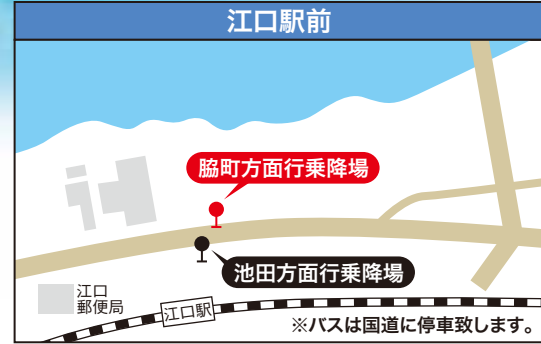 江口駅前
脇町方面行乗降場
池田方面行乗降場
江口
郵便局
江口駅
※バスは国道に停車致します。